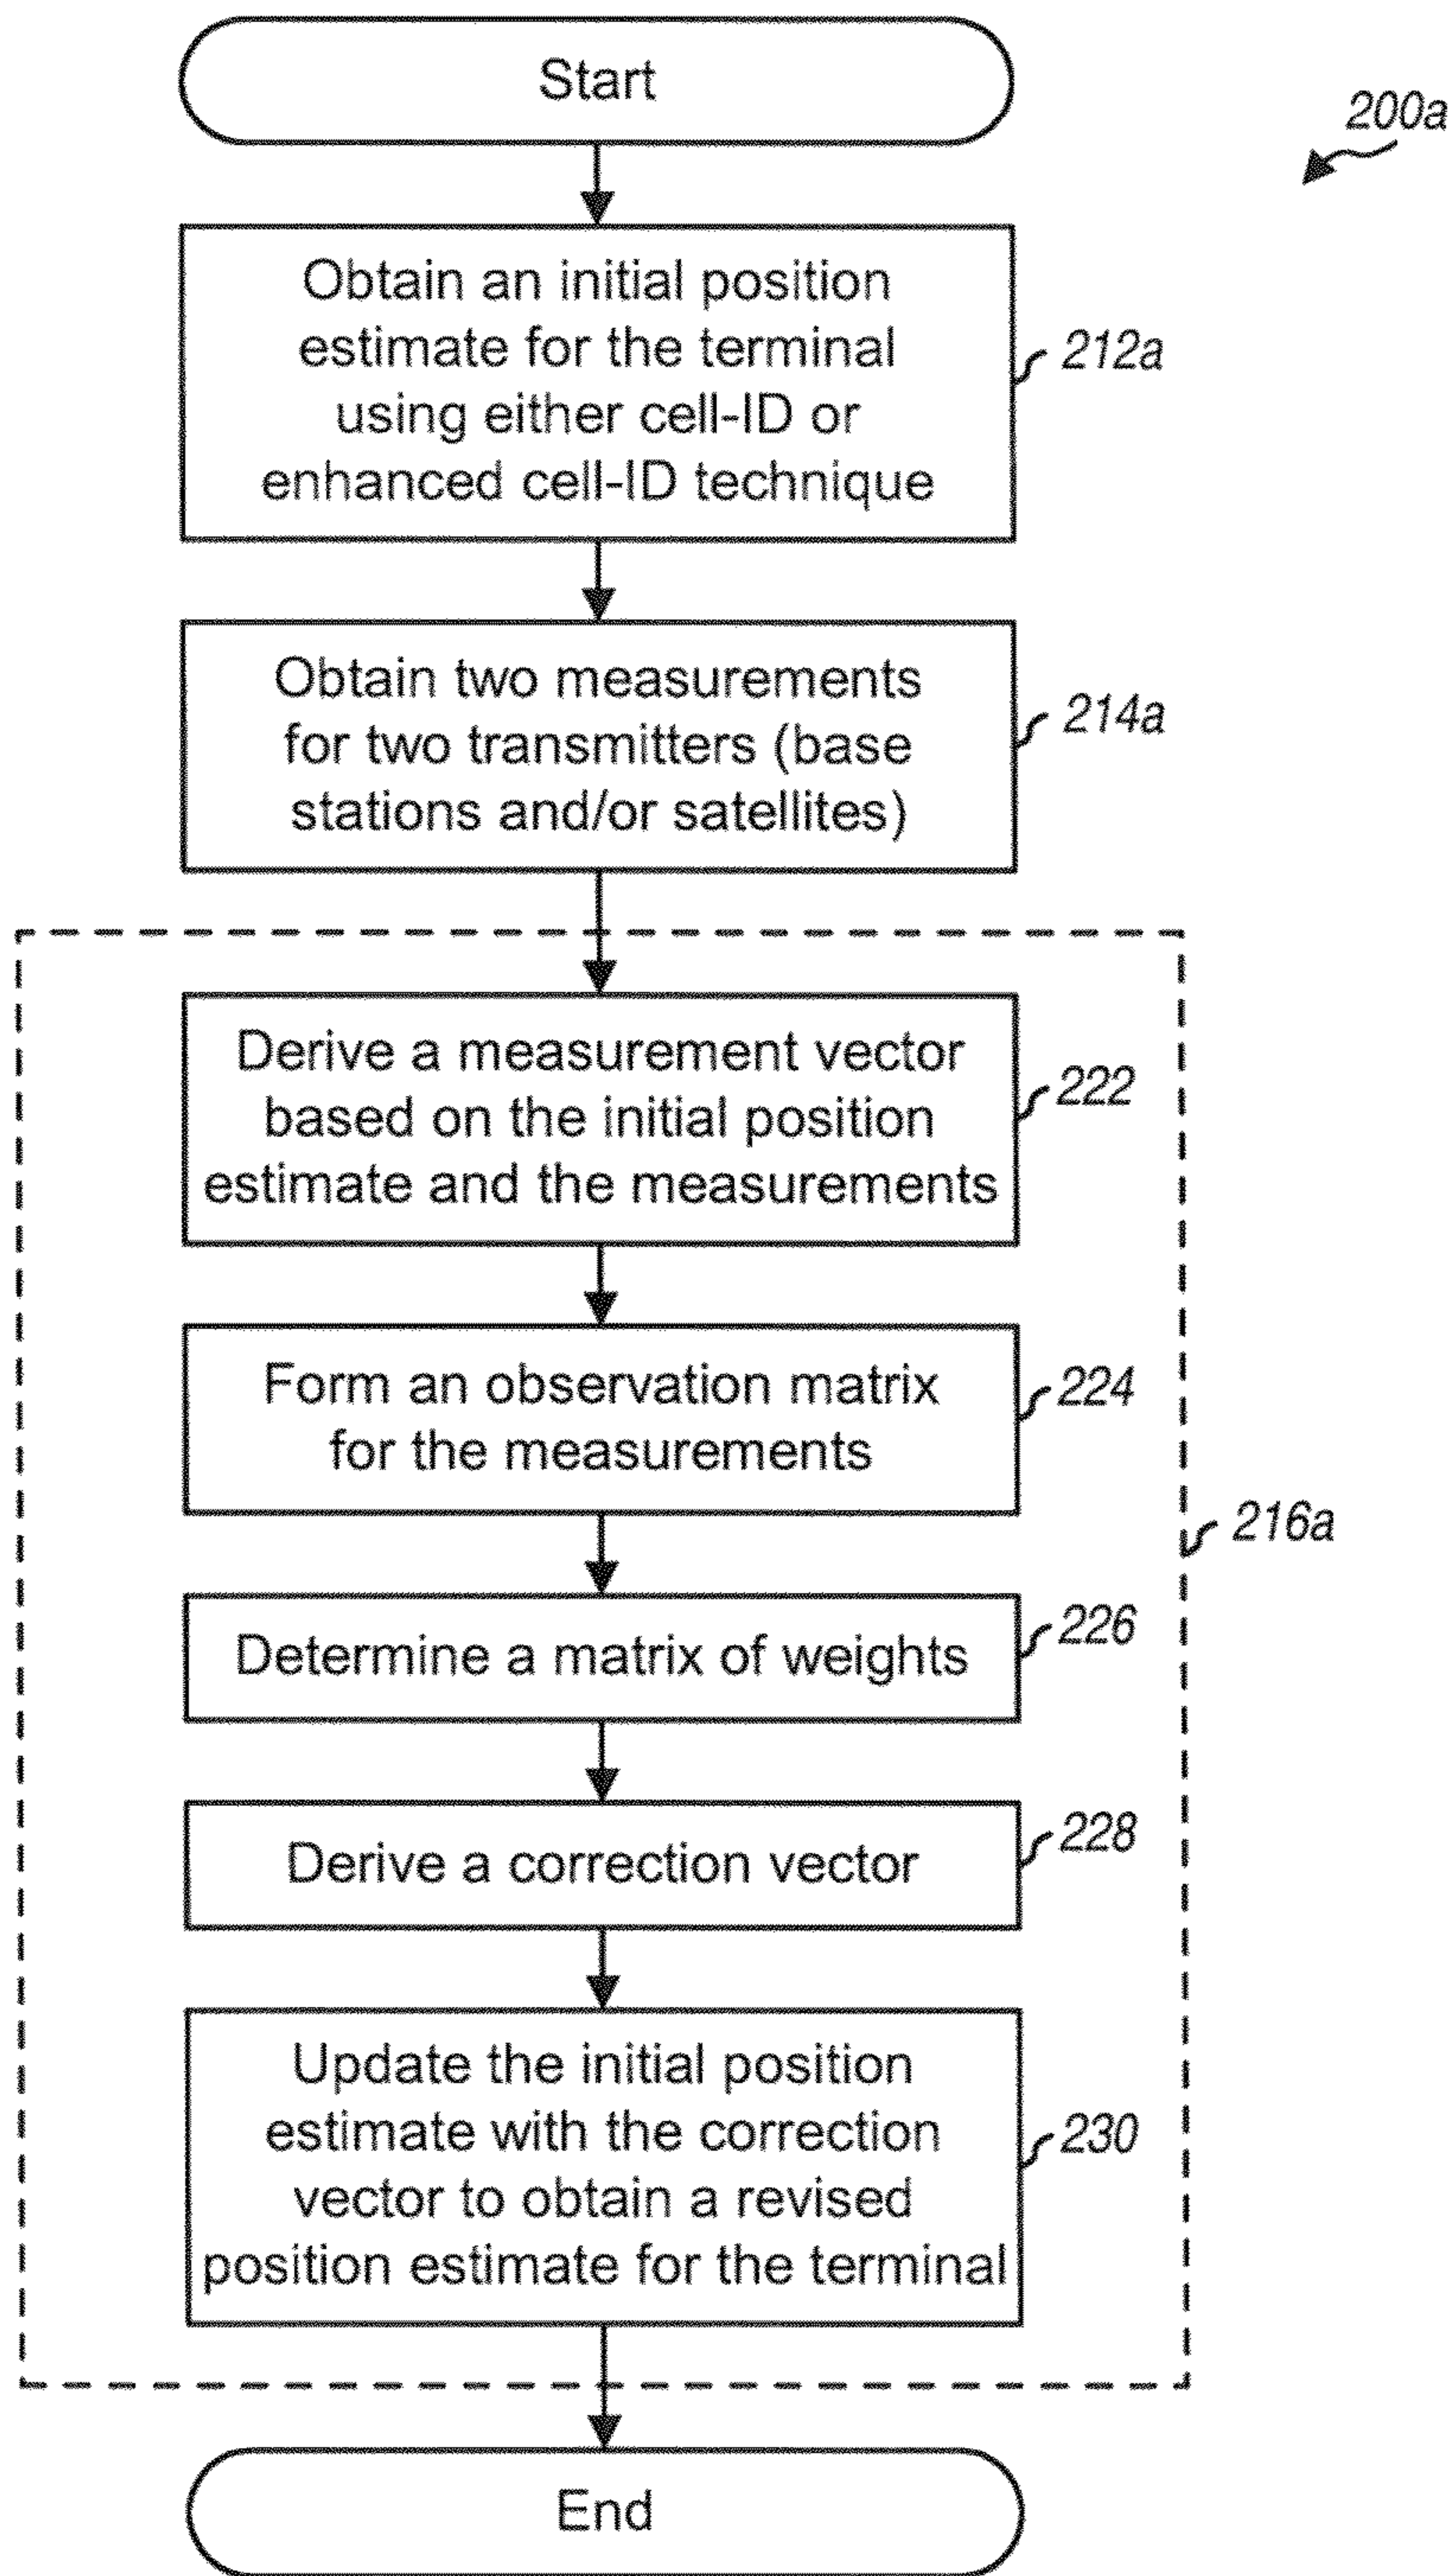 Start
200a
Obtain an initial position
estimate for the terminal
using either cell-ID or
enhanced cell-ID technique
212a
Obtain two measurements
for two transmitters (base
stations and/or satellites)
214a
Derive a measurement vector
based on the initial position
estimate and the measurements
222
Form an observation matrix
for the measurements
224
216a
Determine a matrix of weights
226
Derive a correction vector
228
Update the initial position
estimate with the correction
vector to obtain a revised
position estimate for the terminal
230
End